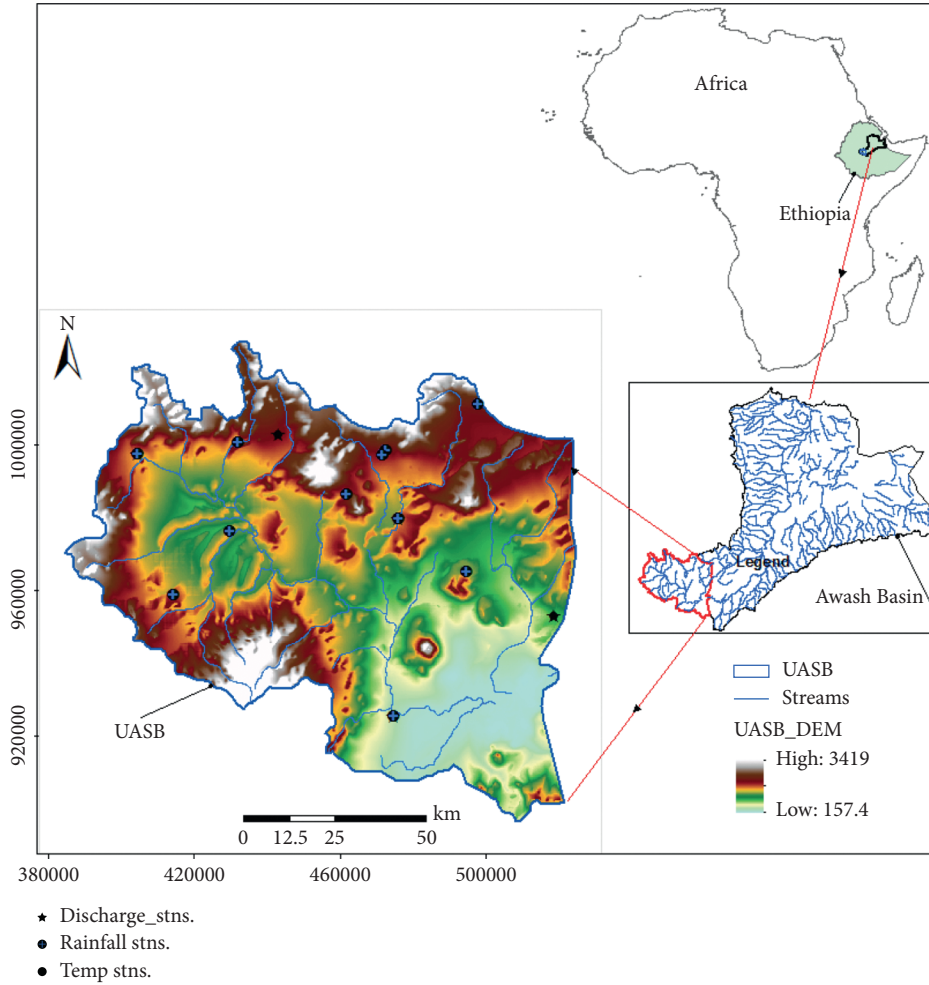 Africa
Ethiopia
N
1000000
960000
920000
UASB
km
0 12.5 25 50
380000 420000 460000 500000
Legend
Awash Basin
UASB
Streams
UASB_DEM
High: 3419
Low: 157.4
Discharge_stns.
Rainfall stns.
Temp stns.